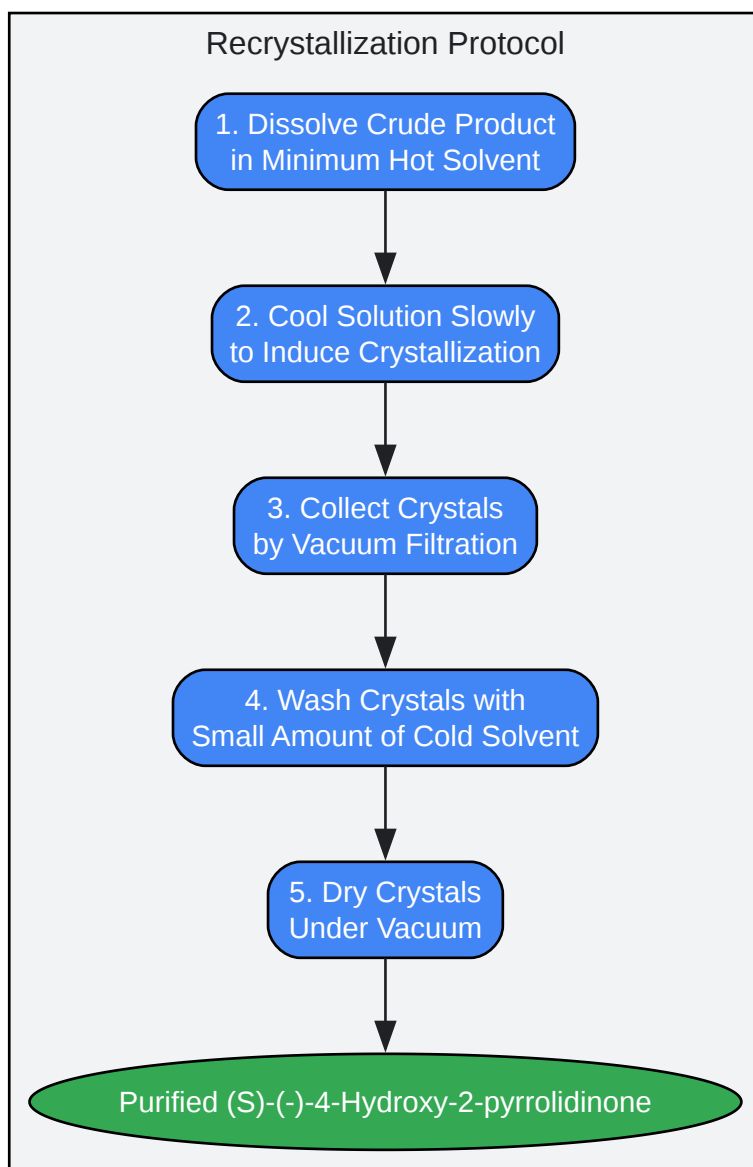 Recrystallization Protocol
1. Dissolve Crude Product
in Minimum Hot Solvent
2. Cool Solution Slowly
to Induce Crystallization
3. Collect Crystals
by Vacuum Filtration
4. Wash Crystals with
Small Amount of Cold Solvent
5. Dry Crystals
Under Vacuum
Purified (S)-(-)-4-Hydroxy-2-pyrrolidinone